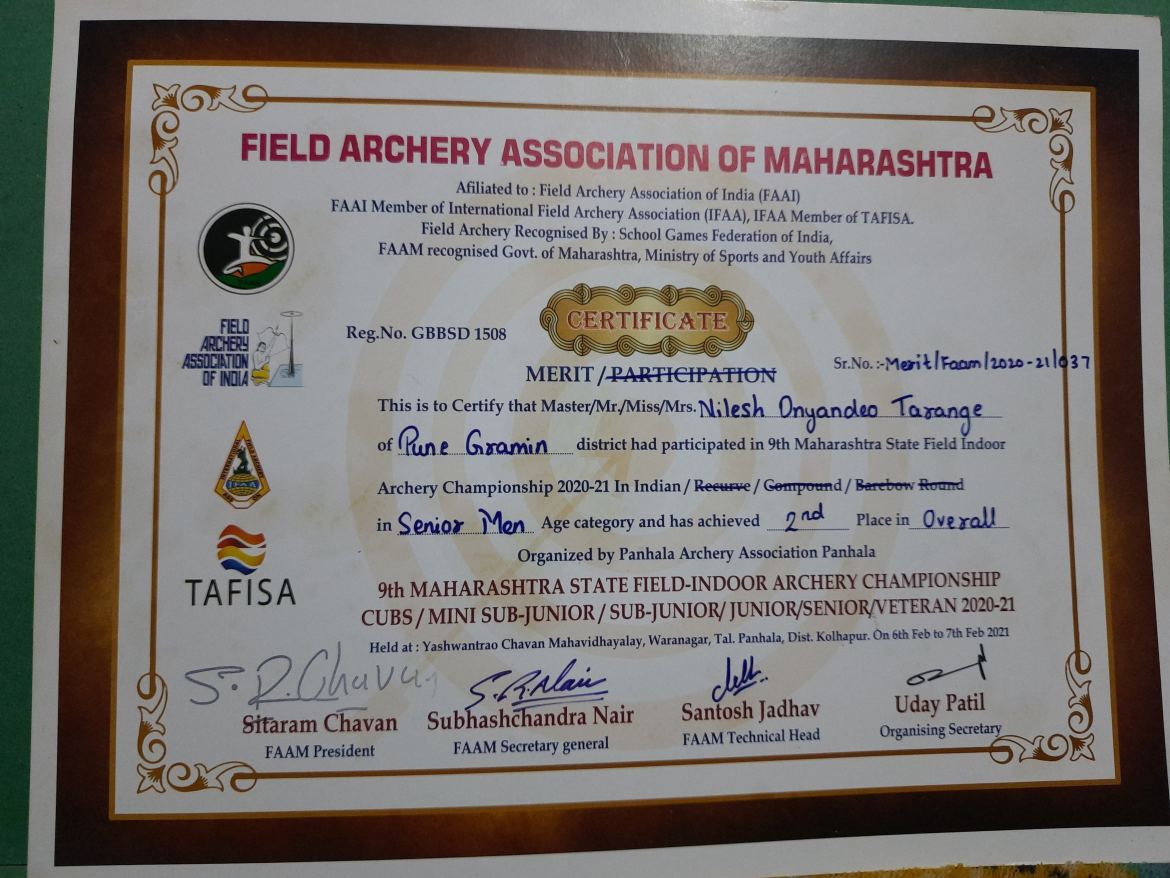 FIELD ARCHERY ASSOCIATION OF MAHARASHTRA
Afiliated to : Field Archery Association of India (FAAI)
FAAI Member of International Field Archery Association (IFAA), IFAA Member of TAFISA.
Field Archery Recognised By : School Games Federation of India,
FAAM recognised Govt. of Maharashtra, Ministry of Sports and Youth Affairs
FIELD
ARCHERY
ASSOCIATION
OF INDIA
CERTIFICATE
Reg.No. GBBSD 1508
MERIT / PARTICIPATION
Sr.No. :- Merit/Faam/2020-21/037
This is to Certify that Master/Mr./Miss/Mrs. Nilesh Dnyandeo Tarange
of Pune Gramin district had participated in 9th Maharashtra State Field Indoor
Archery Championship 2020-21 In Indian / Recurve / Compound / Barebow Round
in Senior Men Age category and has achieved 2nd Place in Overall
Organized by Panhala Archery Association Panhala
IFAA
TAFISA
9th MAHARASHTRA STATE FIELD-INDOOR ARCHERY CHAMPIONSHIP
CUBS / MINI SUB-JUNIOR / SUB-JUNIOR/ JUNIOR/SENIOR/VETERAN 2020-21
Held at : Yashwantrao Chavan Mahavidhayalay, Waranagar, Tal. Panhala, Dist. Kolhapur. On 6th Feb to 7th Feb 2021
S.R.Chavan S.R.Nair
Sitaram Chavan Subhashchandra Nair Santosh Jadhav Uday Patil
FAAM President FAAM Secretary general FAAM Technical Head Organising Secretary